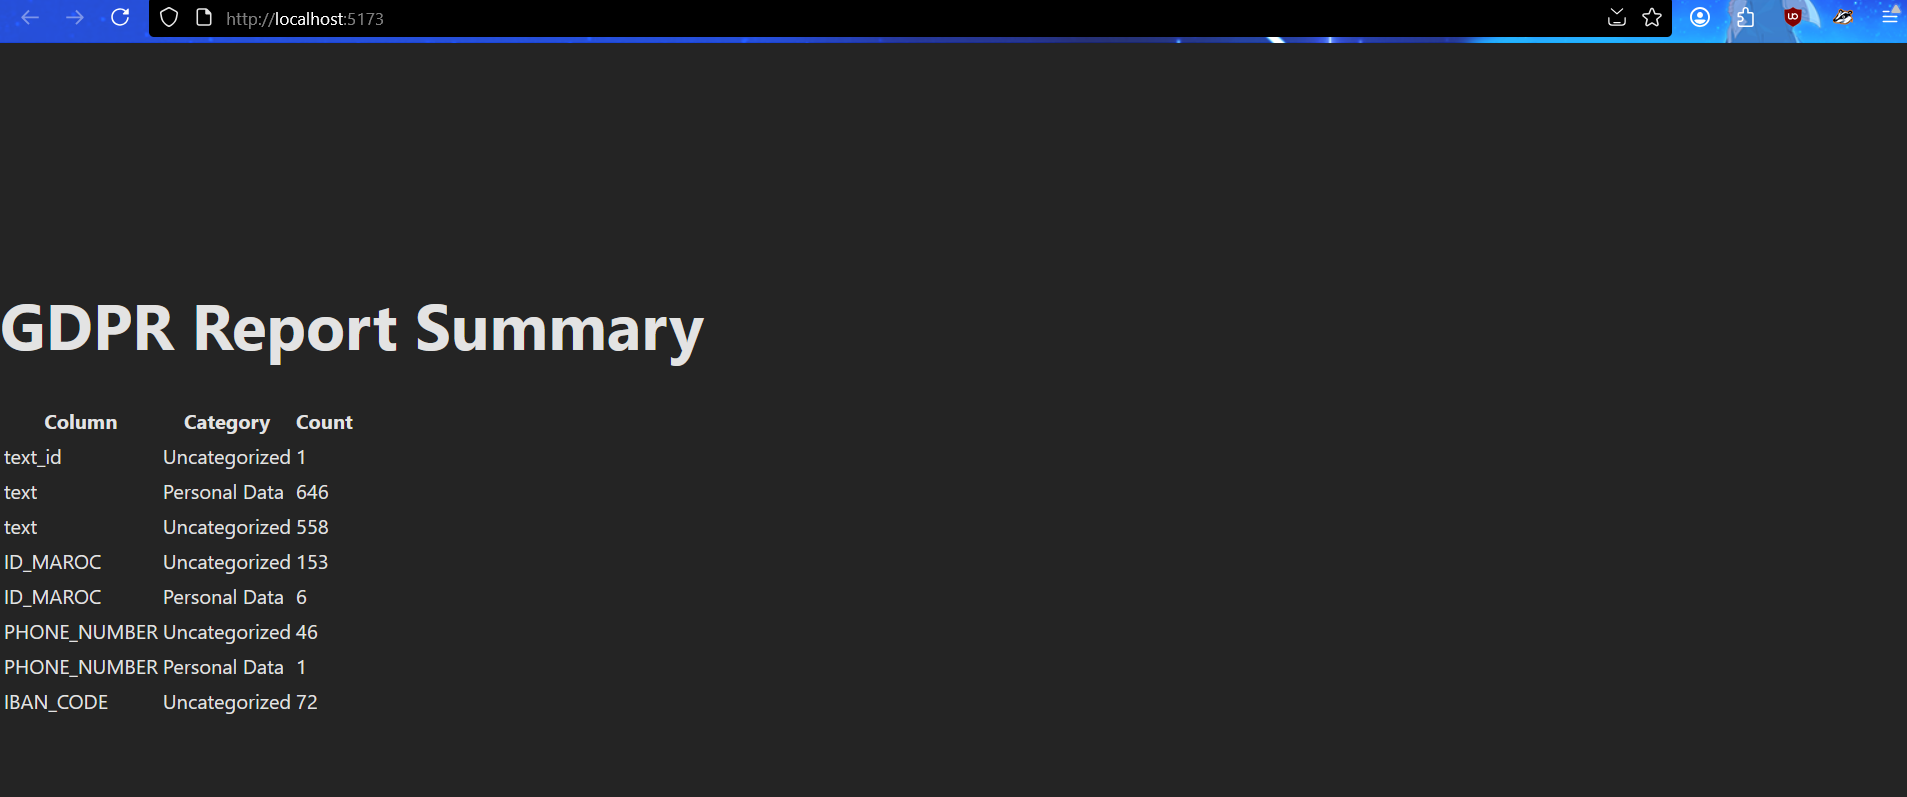 http://localhost:5173
GDPR Report Summary
Column Category Count
text_id Uncategorized 1
text Personal Data 646
text Uncategorized 558
ID_MAROC Uncategorized 153
ID_MAROC Personal Data 6
PHONE_NUMBER Uncategorized 46
PHONE_NUMBER Personal Data 1
IBAN_CODE Uncategorized 72